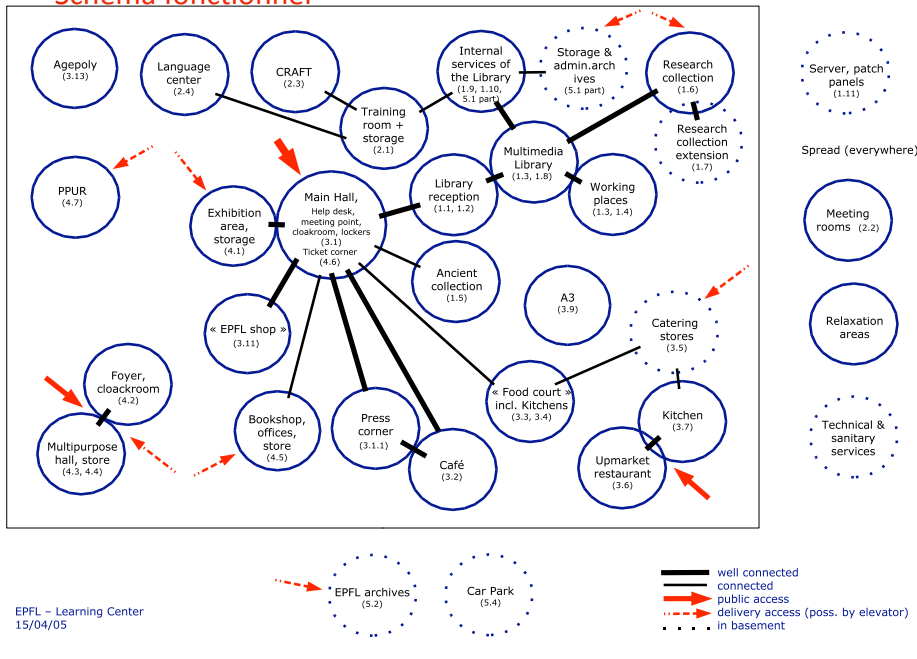 Schema fonctionnel
Agepoly
(3.13)
Language
center
(2.4)
CRAFT
(2.3)
Training
room +
storage
(2.1)
Internal
services of
the Library
(1.9, 1.10,
5.1 part)
Storage &
admin.arch
ives
(5.1 part)
Research
collection
(1.6)
Research
collection
extension
(1.7)
Server, patch
panels
(1.11)
Spread (everywhere)
PPUR
(4.7)
Exhibition
area,
storage
(4.1)
Main Hall,
Help desk,
meeting point,
cloakroom, lockers
(3.1)
Ticket corner
(4.6)
Library
reception
(1.1, 1.2)
Multimedia
Library
(1.3, 1.8)
Working
places
(1.3, 1.4)
Meeting
rooms (2.2)
Ancient
collection
(1.5)
A3
(3.9)
Catering
stores
(3.5)
Relaxation
areas
« EPFL shop »
(3.11)
Foyer,
cloackroom
(4.2)
Multipurpose
hall, store
(4.3, 4.4)
Bookshop,
offices,
store
(4.5)
Press
corner
(3.1.1)
Café
(3.2)
« Food court »
incl. Kitchens
(3.3, 3.4)
Kitchen
(3.7)
Upmarket
restaurant
(3.6)
Technical &
sanitary
services
EPFL archives
(5.2)
Car Park
(5.4)
EPFL – Learning Center
15/04/05
well connected
connected
public access
delivery access (poss. by elevator)
in basement